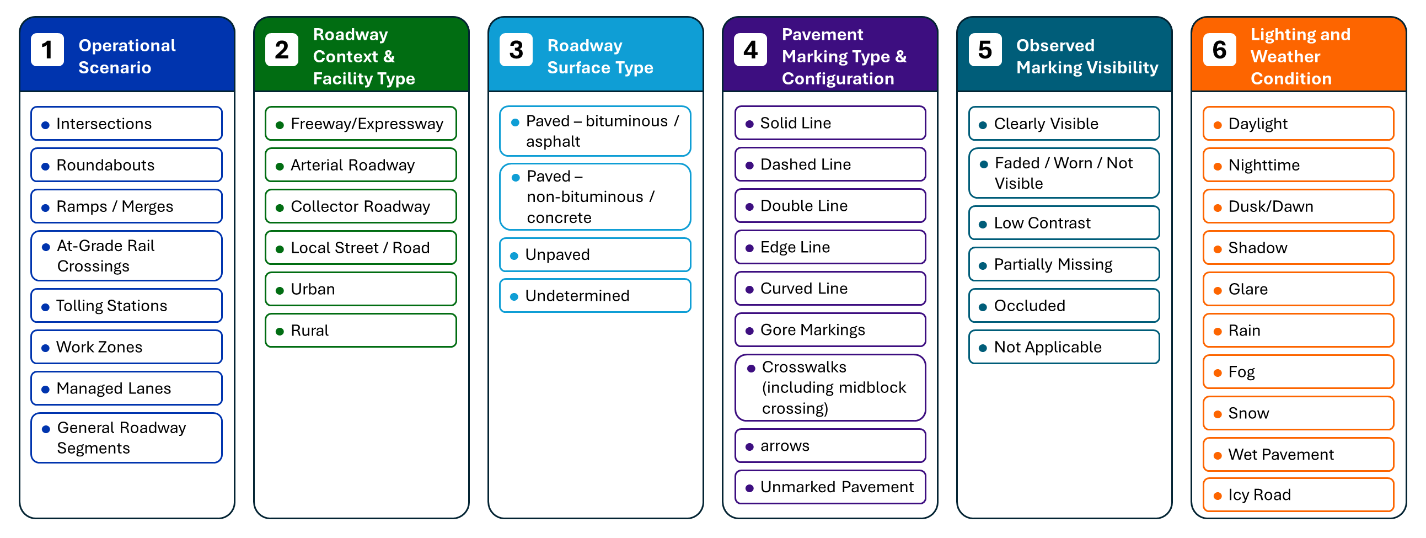 1
Operational
Scenario
• Intersections
• Roundabouts
• Ramps / Merges
• At-Grade Rail
Crossings
• Tolling Stations
• Work Zones
• Managed Lanes
• General Roadway
Segments
2
Roadway
Context &
Facility Type
• Freeway/Expressway
• Arterial Roadway
• Collector Roadway
• Local Street / Road
• Urban
• Rural
3
Roadway
Surface Type
• Paved – bituminous /
asphalt
• Paved –
non-bituminous /
concrete
• Unpaved
• Undetermined
4
Pavement
Marking Type &
Configuration
• Solid Line
• Dashed Line
• Double Line
• Edge Line
• Curved Line
• Gore Markings
• Crosswalks
(including midblock
crossing)
• arrows
• Unmarked Pavement
5
Observed
Marking Visibility
• Clearly Visible
• Faded / Worn / Not
Visible
• Low Contrast
• Partially Missing
• Occluded
• Not Applicable
6
Lighting and
Weather
Condition
• Daylight
• Nighttime
• Dusk/Dawn
• Shadow
• Glare
• Rain
• Fog
• Snow
• Wet Pavement
• Icy Road